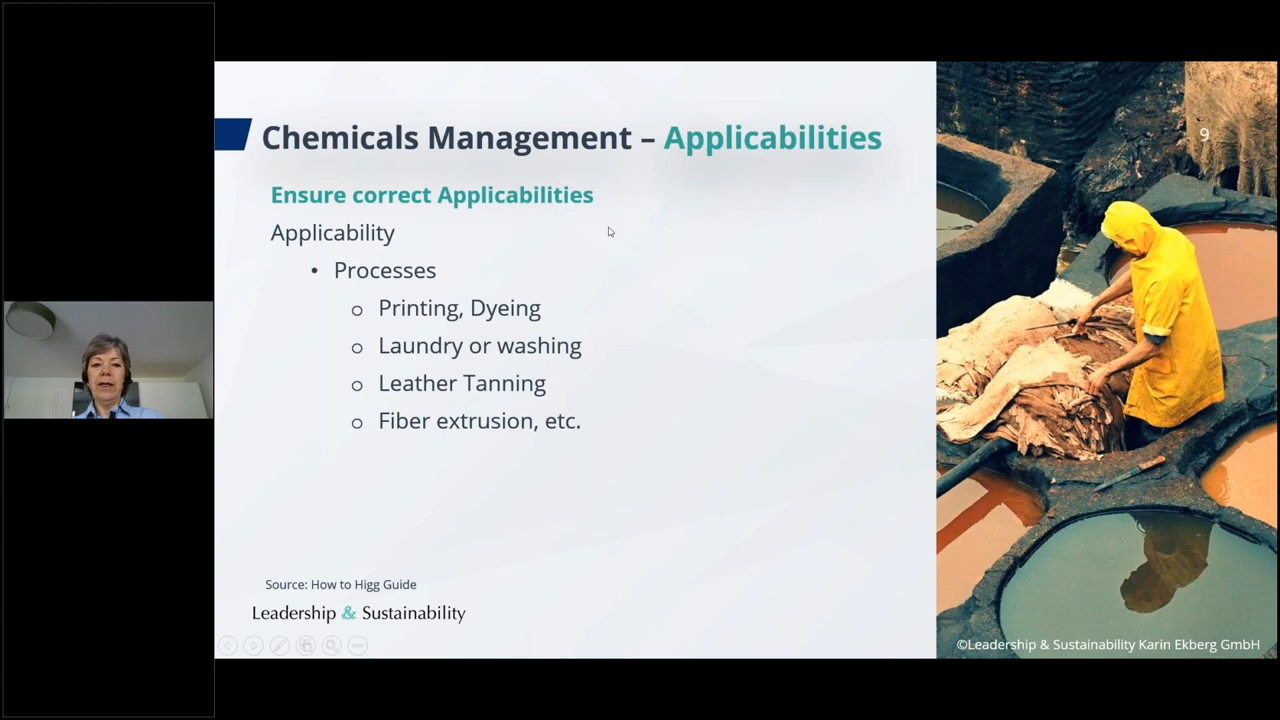 Chemicals Management – Applicabilities
9
Ensure correct Applicabilities
Applicability
• Processes
o Printing, Dyeing
o Laundry or washing
o Leather Tanning
o Fiber extrusion, etc.
Source: How to Higg Guide
Leadership & Sustainability
©Leadership & Sustainability Karin Ekberg GmbH